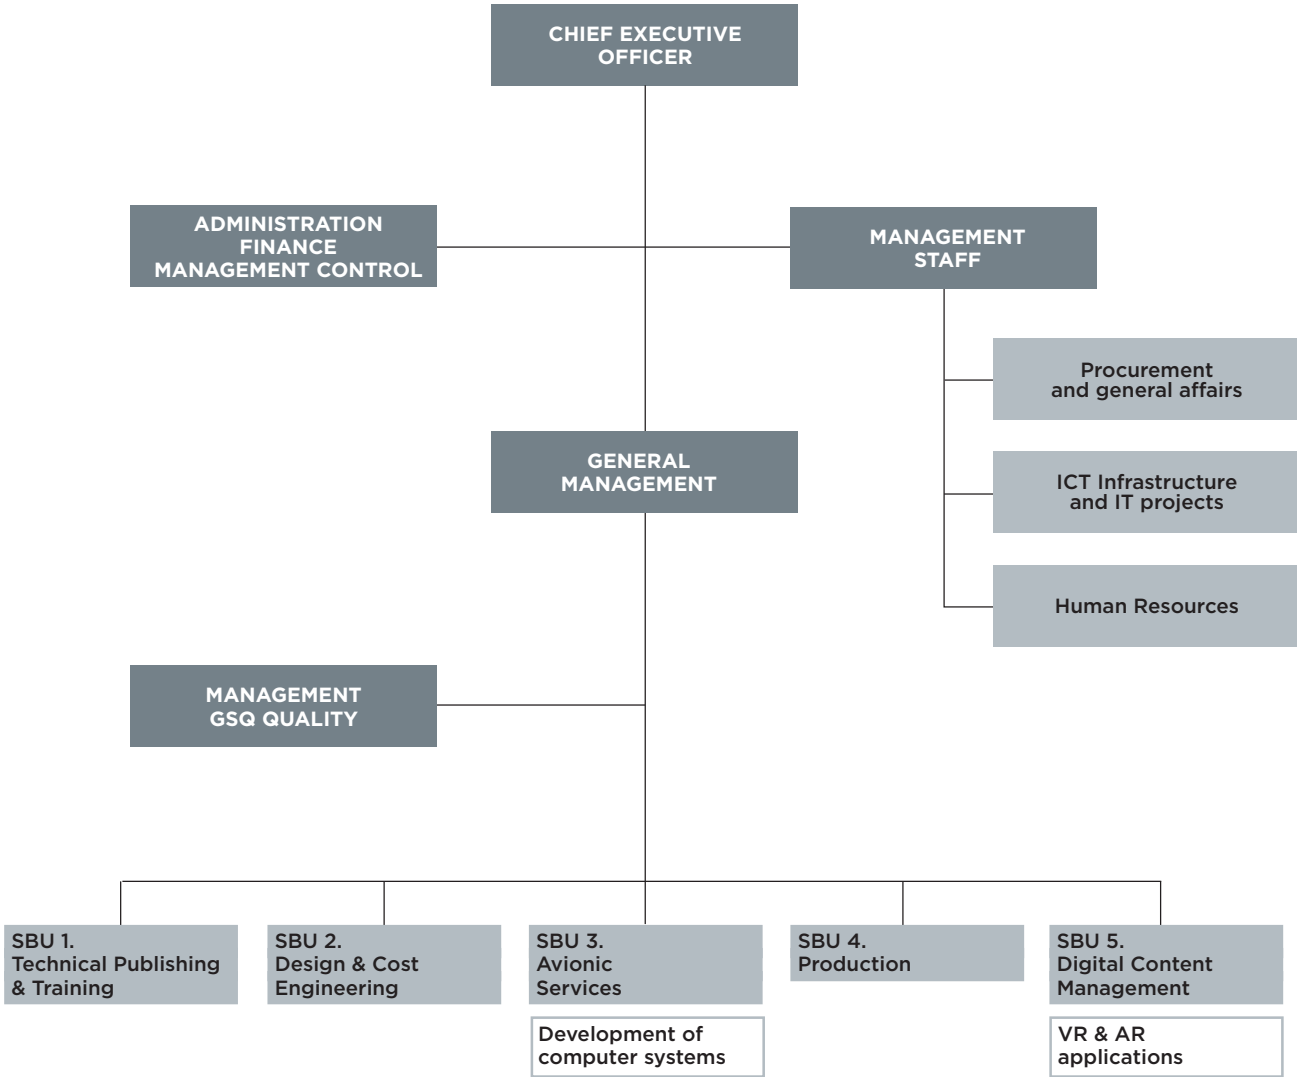 CHIEF EXECUTIVE
OFFICER
ADMINISTRATION
FINANCE
MANAGEMENT CONTROL
MANAGEMENT
STAFF
Procurement
and general affairs
GENERAL
MANAGEMENT
ICT Infrastructure
and IT projects
Human Resources
MANAGEMENT
GSQ QUALITY
SBU 1.
Technical Publishing
& Training
SBU 2.
Design & Cost
Engineering
SBU 3.
Avionic
Services
Development of
computer systems
SBU 4.
Production
SBU 5.
Digital Content
Management
VR & AR
applications